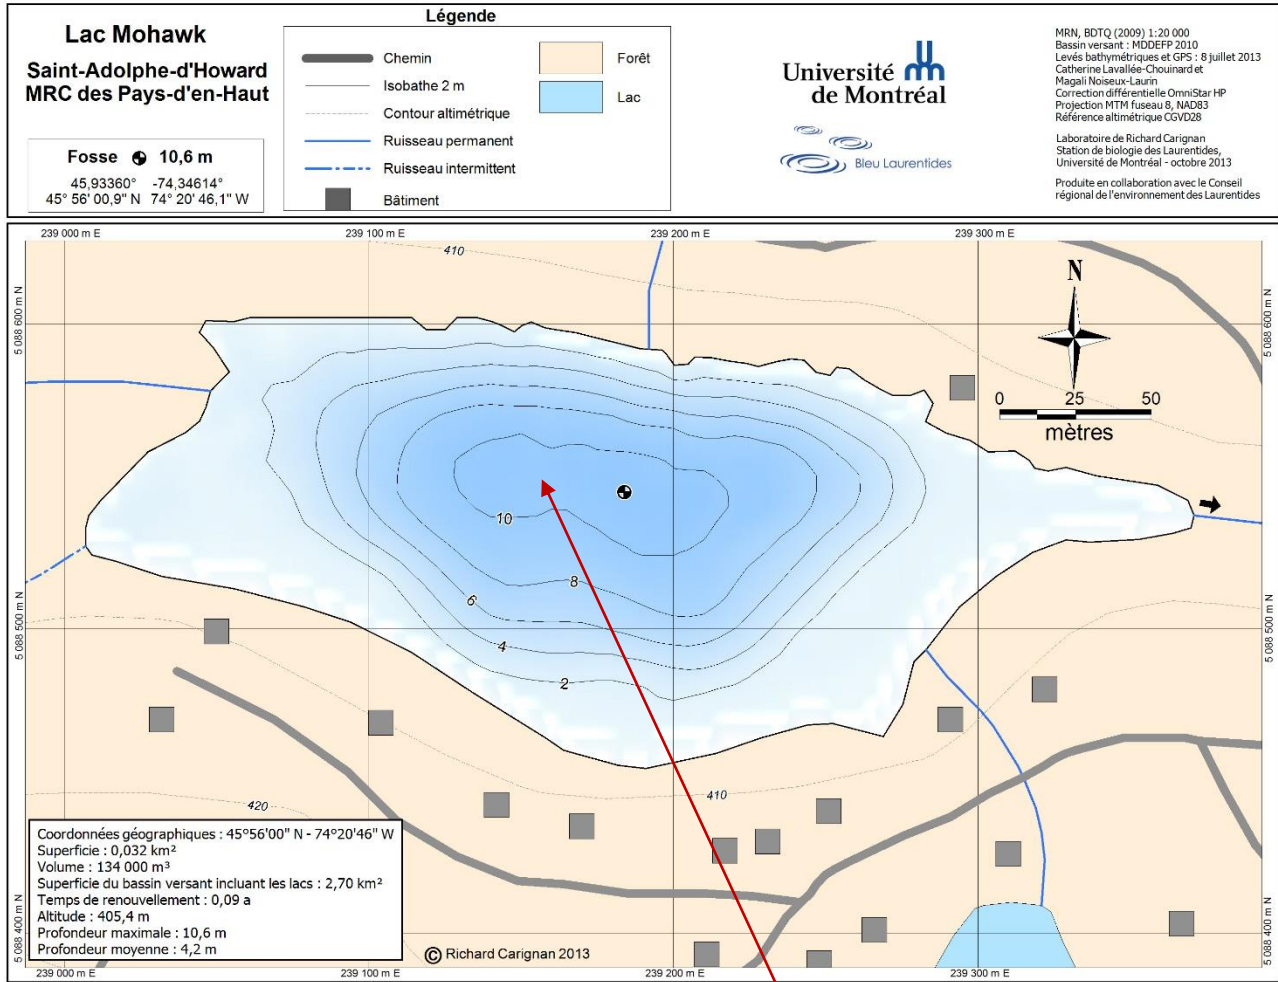 Lac Mohawk
Saint-Adolphe-d'Howard
MRC des Pays-d'en-Haut
Fosse 10,6 m
45,93360° -74,34614°
45° 56' 00,9" N 74° 20' 46,1" W
Légende
Chemin
Isobathe 2 m
Contour altimétrique
Ruisseau permanent
Ruisseau intermittent
Bâtiment
Forêt
Lac
Université
de Montréal
Bleu Laurentides
MRN, BDTQ (2009) 1:20 000
Bassin versant : MDDEFP 2010
Levés bathymétriques et GPS : 8 juillet 2013
Catherine Lavallée-Chouinard et
Magali Noiseux-Laurin
Correction différentielle OmniStar HP
Projection MTM fuseau 8, NAD83
Référence altimétrique CGVD28
Laboratoire de Richard Carignan
Station de biologie des Laurentides,
Université de Montréal - octobre 2013
Produite en collaboration avec le Conseil
régional de l'environnement des Laurentides
239 000 m E
239 100 m E
239 200 m E
239 300 m E
410
N
5 088 600 m N
5 088 600 m N
0 25 50
mètres
10
8
6
4
2
5 088 500 m N
5 088 500 m N
410
420
Coordonnées géographiques : 45°56'00" N - 74°20'46" W
Superficie : 0,032 km²
Volume : 134 000 m³
Superficie du bassin versant incluant les lacs : 2,70 km²
Temps de renouvellement : 0,09 a
Altitude : 405,4 m
Profondeur maximale : 10,6 m
Profondeur moyenne : 4,2 m
© Richard Carignan 2013
5 088 400 m N
5 088 400 m N
239 000 m E
239 100 m E
239 200 m E
239 300 m E